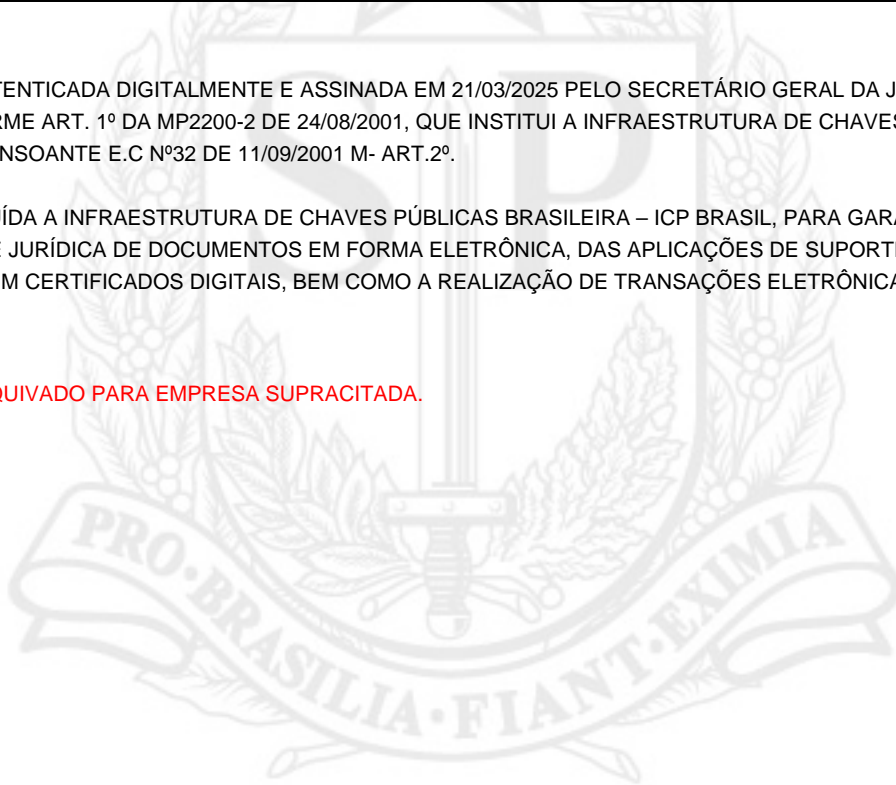 TENTICADA DIGITALMENTE E ASSINADA EM 21/03/2025 PELO SECRETÁRIO GERAL DA J
RME ART. 1º DA MP2200-2 DE 24/08/2001, QUE INSTITUI A INFRAESTRUTURA DE CHAVES
NSOANTE E.C Nº32 DE 11/09/2001 M- ART.2º.
ÍDA A INFRAESTRUTURA DE CHAVES PÚBLICAS BRASILEIRA – ICP BRASIL, PARA GARA
E JURÍDICA DE DOCUMENTOS EM FORMA ELETRÔNICA, DAS APLICAÇÕES DE SUPORTE
M CERTIFICADOS DIGITAIS, BEM COMO A REALIZAÇÃO DE TRANSAÇÕES ELETRÔNICA
QUIVADO PARA EMPRESA SUPRACITADA.
SP
PRO·BRASILIA·FIANT·EXIMIA